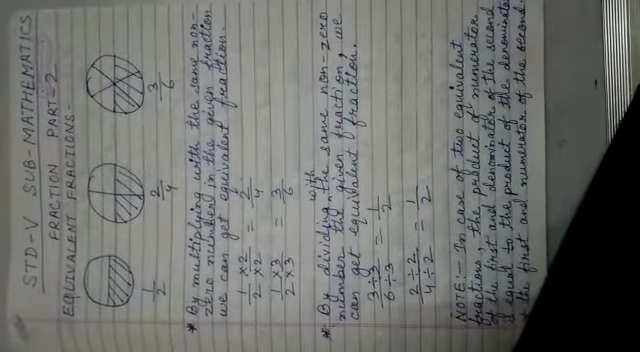 STD-V SUB-MATHEMATICS
FRACTION PART-2
EQUIVALENT FRACTIONS-
1/2 2/4 3/6
* By multiplying with the same non-
zero number in the given fraction
we can get equivalent fraction.
1×2/2×2 = 2/4
1×3/2×3 = 3/6
* By dividing with the same non-zero
number the given fraction, we
can get equivalent fraction.
3÷3/6÷3 = 1/2
2÷2/4÷2 = 1/2
NOTE:- In case of two equivalent
fractions, the product of numerator
of the first and denominator of the second
is equal to the product of the denominator
of the first and numerator of the second.